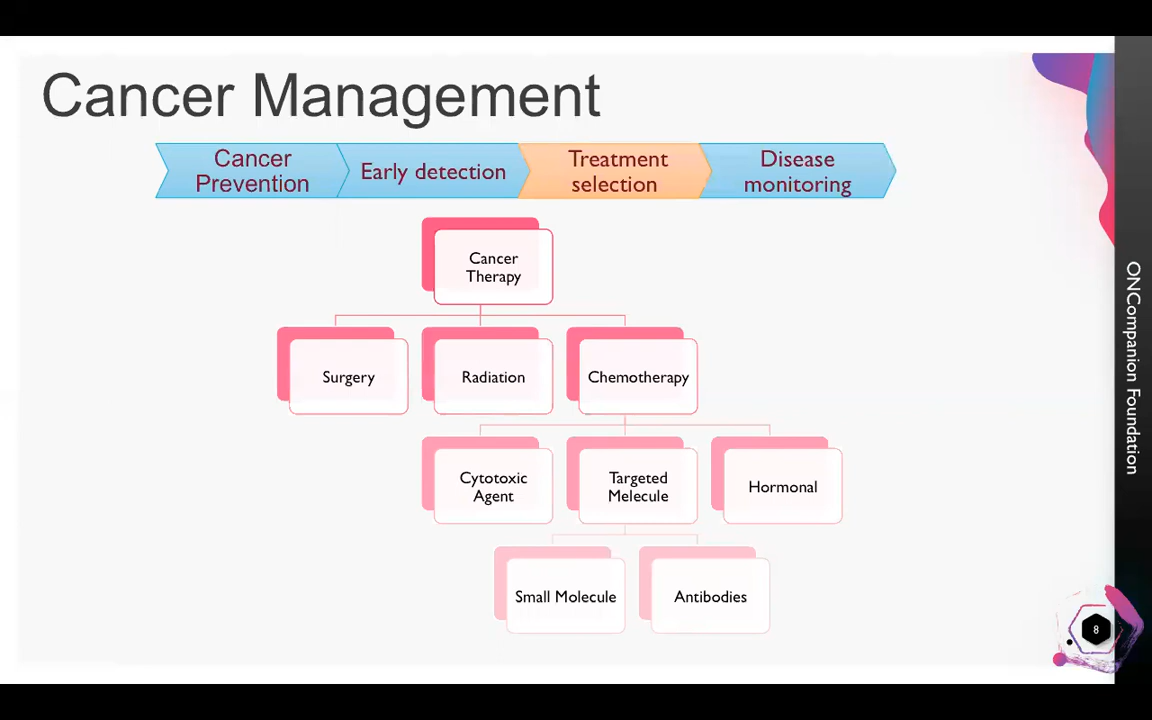 Cancer Management
Cancer
Prevention
Early detection
Treatment
selection
Disease
monitoring
Cancer
Therapy
Surgery
Radiation
Chemotherapy
Cytotoxic
Agent
Targeted
Melecule
Hormonal
Small Molecule
Antibodies
ONCompanion Foundation
8